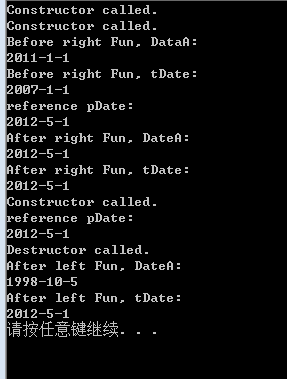 Constructor called.
Constructor called.
Before right Fun, DataA:
2011-1-1
Before right Fun, tDate:
2007-1-1
reference pDate:
2012-5-1
After right Fun, DateA:
2012-5-1
After right Fun, tDate:
2012-5-1
Constructor called.
reference pDate:
2012-5-1
Destructor called.
After left Fun, DateA:
1998-10-5
After left Fun, tDate:
2012-5-1
请按任意键继续. . .